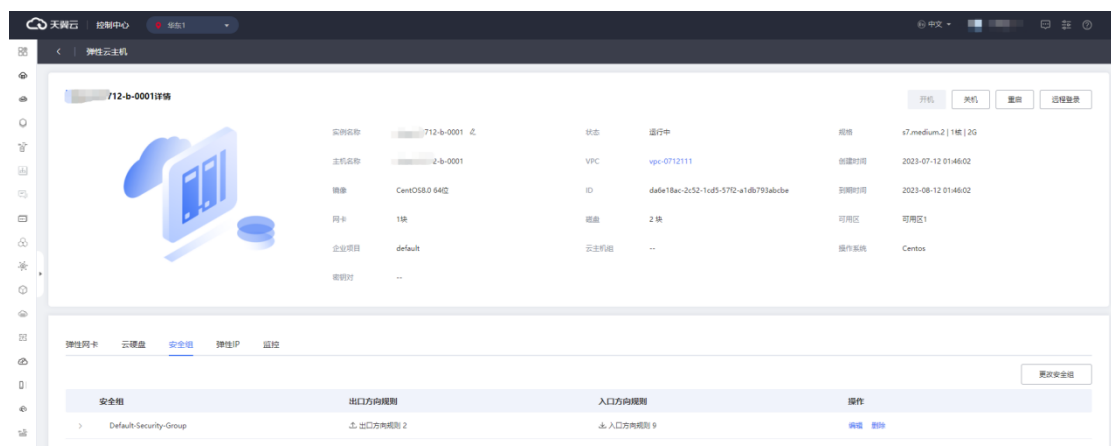 天翼云 控制中心 华东1 中文
弹性云主机
712-b-0001详情 开机 关机 重启 远程登录
实例名称 712-b-0001 状态 运行中 规格 s7.medium.2 | 1核 | 2G
主机名称 2-b-0001 VPC vpc-0712111 创建时间 2023-07-12 01:46:02
镜像 CentOS8.0 64位 ID da6e18ac-2c52-1cd5-57f2-a1db793abcbe 到期时间 2023-08-12 01:46:02
网卡 1块 磁盘 2 块 可用区 可用区1
企业项目 default 云主机组 -- 操作系统 Centos
密钥对 --
弹性网卡 云硬盘 安全组 弹性IP 监控
更改安全组
安全组 出口方向规则 入口方向规则 操作
Default-Security-Group 出口方向规则 2 入口方向规则 9 编辑 删除